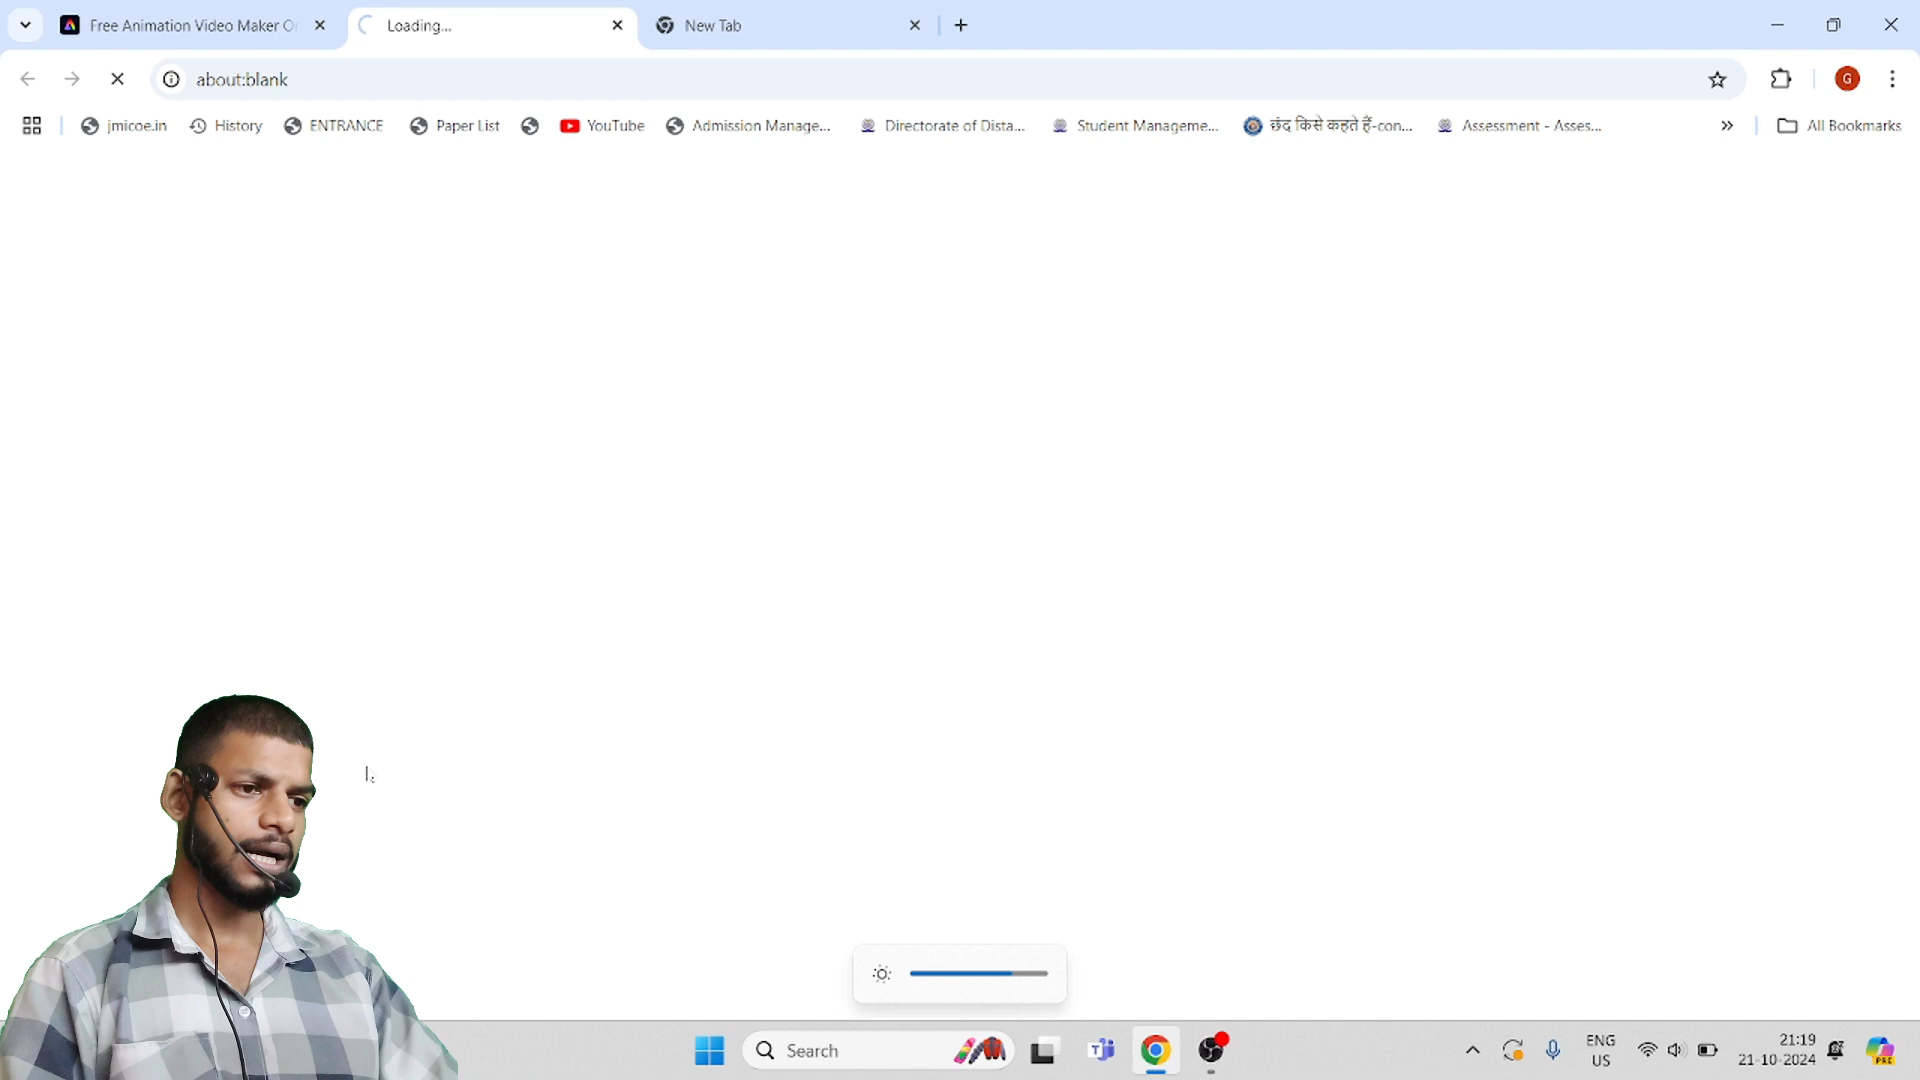 Free Animation Video Maker O
Loading...
New Tab
about:blank
G
jmicoe.in
History
ENTRANCE
Paper List
YouTube
Admission Manage...
Directorate of Dista...
Student Manageme...
छंद किसे कहते हैं-con...
Assessment - Asses...
All Bookmarks
Search
ENG
US
21:19
21-10-2024
PRE